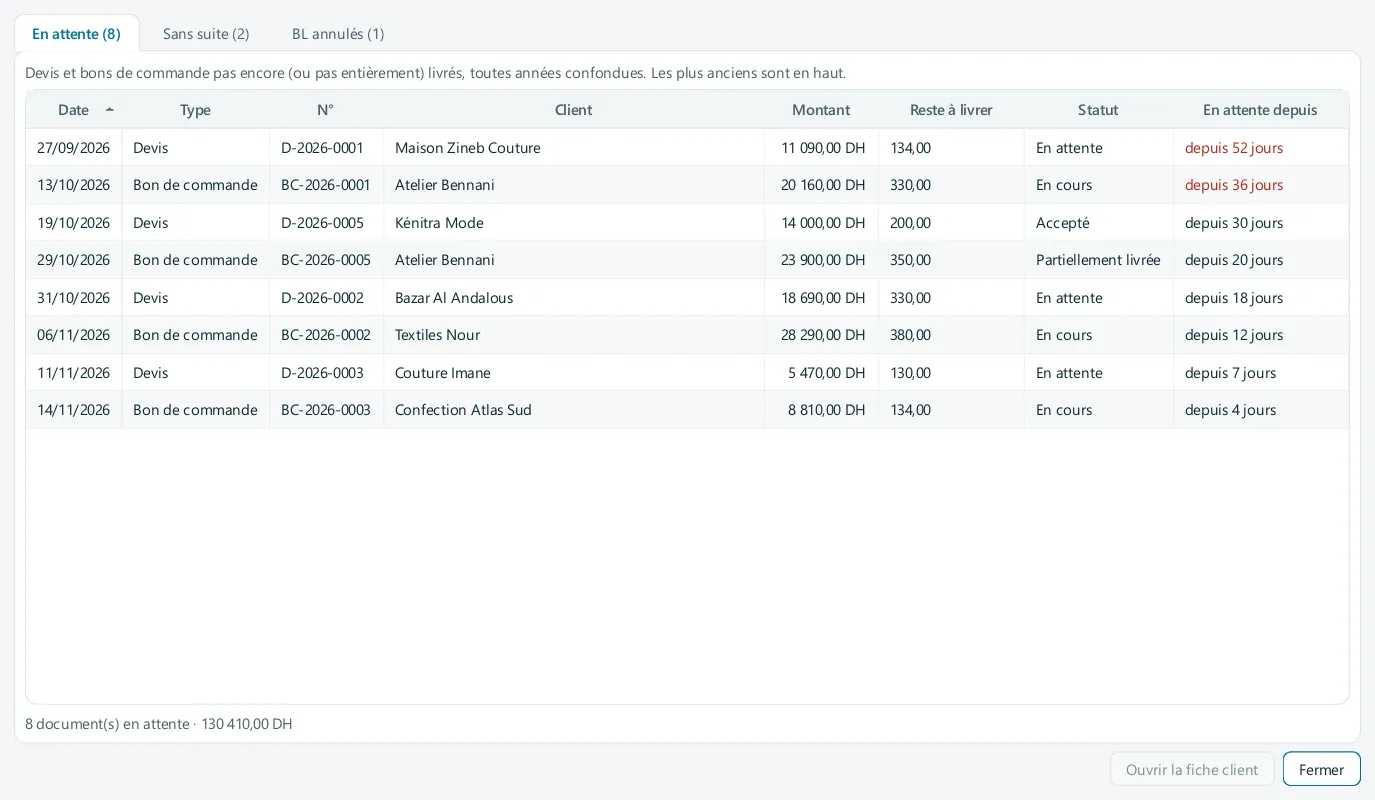 En attente (8) Sans suite (2) BL annulés (1)
Devis et bons de commande pas encore (ou pas entièrement) livrés, toutes années confondues. Les plus anciens sont en haut.
Date Type N° Client Montant Reste à livrer Statut En attente depuis
27/09/2026 Devis D-2026-0001 Maison Zineb Couture 11 090,00 DH 134,00 En attente depuis 52 jours
13/10/2026 Bon de commande BC-2026-0001 Atelier Bennani 20 160,00 DH 330,00 En cours depuis 36 jours
19/10/2026 Devis D-2026-0005 Kénitra Mode 14 000,00 DH 200,00 Accepté depuis 30 jours
29/10/2026 Bon de commande BC-2026-0005 Atelier Bennani 23 900,00 DH 350,00 Partiellement livrée depuis 20 jours
31/10/2026 Devis D-2026-0002 Bazar Al Andalous 18 690,00 DH 330,00 En attente depuis 18 jours
06/11/2026 Bon de commande BC-2026-0002 Textiles Nour 28 290,00 DH 380,00 En cours depuis 12 jours
11/11/2026 Devis D-2026-0003 Couture Imane 5 470,00 DH 130,00 En attente depuis 7 jours
14/11/2026 Bon de commande BC-2026-0003 Confection Atlas Sud 8 810,00 DH 134,00 En cours depuis 4 jours
8 document(s) en attente · 130 410,00 DH
Ouvrir la fiche client Fermer